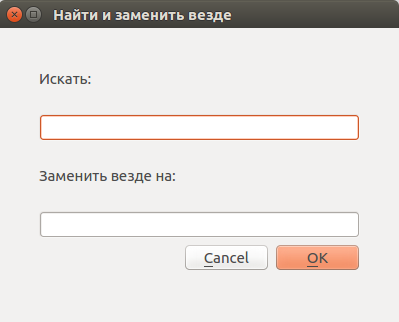 Найти и заменить везде
Искать:
Заменить везде на:
Cancel OK